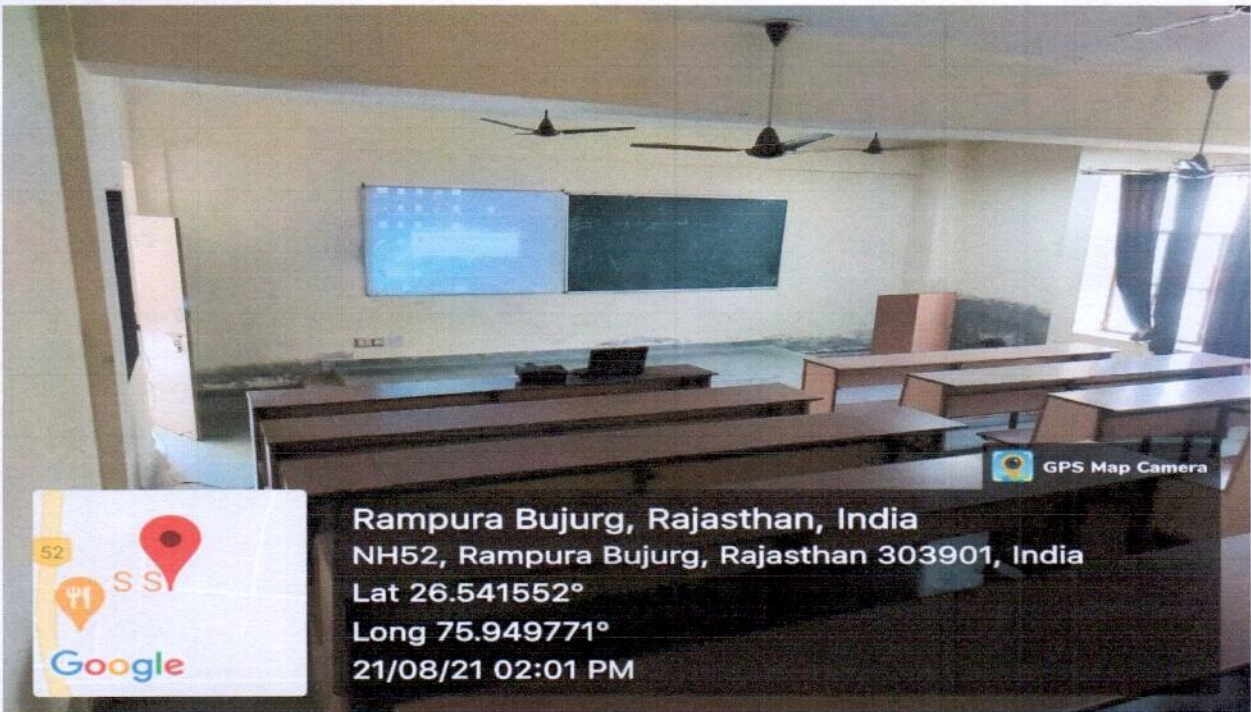 GPS Map Camera
Rampura Bujurg, Rajasthan, India
NH52, Rampura Bujurg, Rajasthan 303901, India
Lat 26.541552°
Long 75.949771°
21/08/21 02:01 PM
52
S S
Google